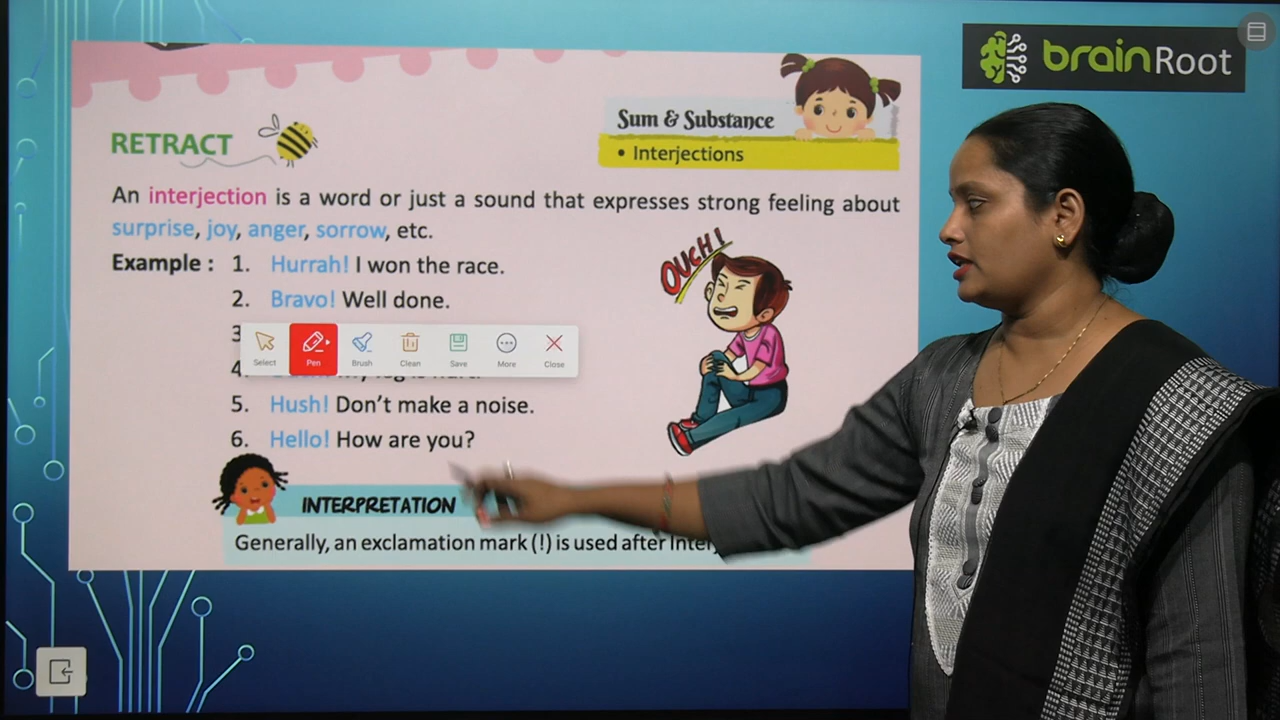 brainRoot
Sum & Substance
• Interjections
RETRACT
An interjection is a word or just a sound that expresses strong feeling about
surprise, joy, anger, sorrow, etc.
Example : 1. Hurrah! I won the race.
2. Bravo! Well done.
OUCH!
3
Select Pen Brush Clean Save More Close
4.
5. Hush! Don't make a noise.
6. Hello! How are you?
INTERPRETATION
Generally, an exclamation mark (!) is used after